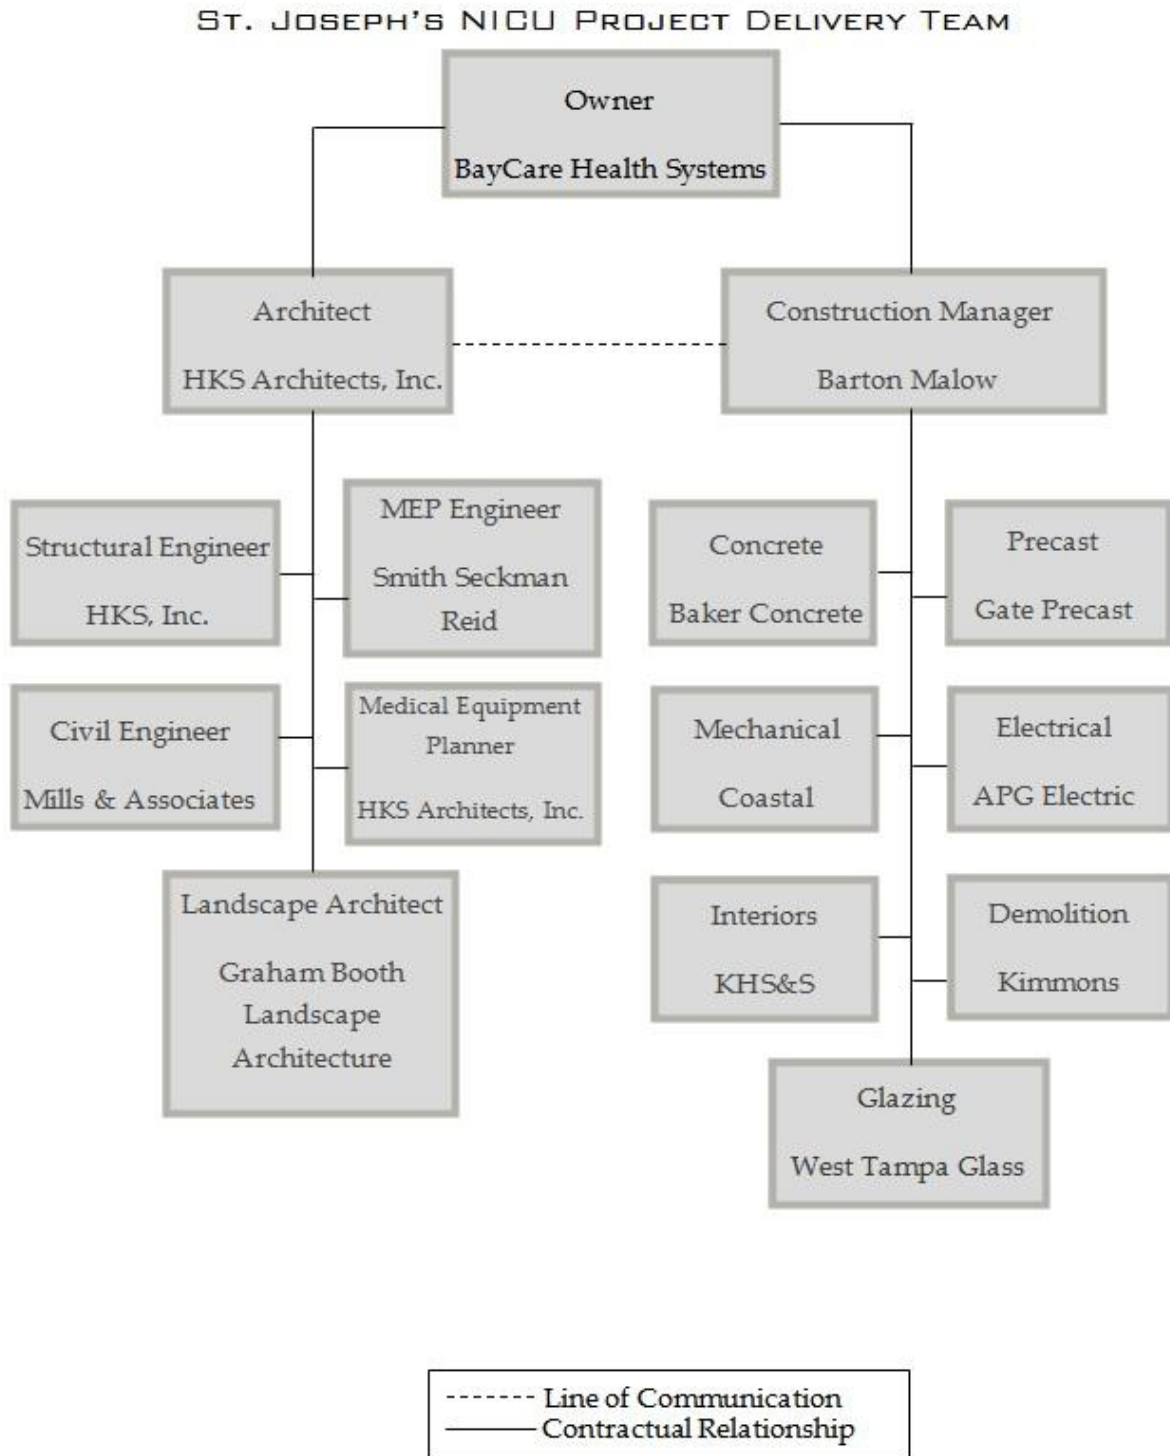 ST. JOSEPH'S NICU PROJECT DELIVERY TEAM
Owner
BayCare Health Systems
Architect
HKS Architects, Inc.
Construction Manager
Barton Malow
Structural Engineer
HKS, Inc.
MEP Engineer
Smith Seckman
Reid
Civil Engineer
Mills & Associates
Medical Equipment
Planner
HKS Architects, Inc.
Landscape Architect
Graham Booth
Landscape
Architecture
Concrete
Baker Concrete
Precast
Gate Precast
Mechanical
Coastal
Electrical
APG Electric
Interiors
KHS&S
Demolition
Kimmons
Glazing
West Tampa Glass
Line of Communication
Contractual Relationship